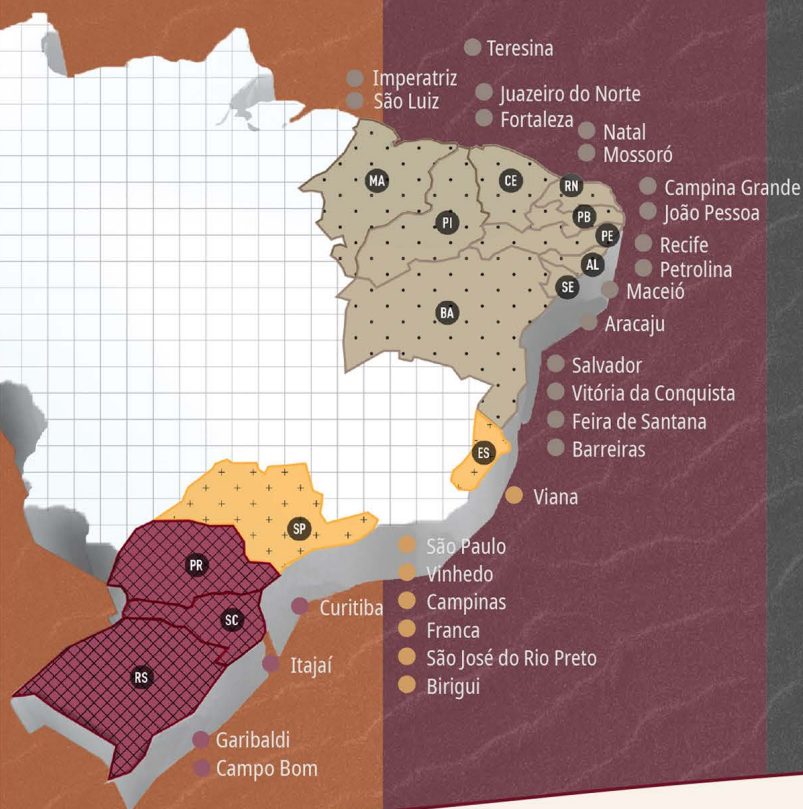 Teresina
Imperatriz
São Luiz
Juazeiro do Norte
Fortaleza
Natal
Mossoró
MA
CE
RN
Campina Grande
João Pessoa
PI
PB
PE
Recife
Petrolina
AL
SE
Maceió
BA
Aracaju
Salvador
Vitória da Conquista
Feira de Santana
Barreiras
ES
Viana
SP
São Paulo
Vinhedo
Campinas
Franca
São José do Rio Preto
Birigui
PR
SC
Curitiba
Itajaí
RS
Garibaldi
Campo Bom